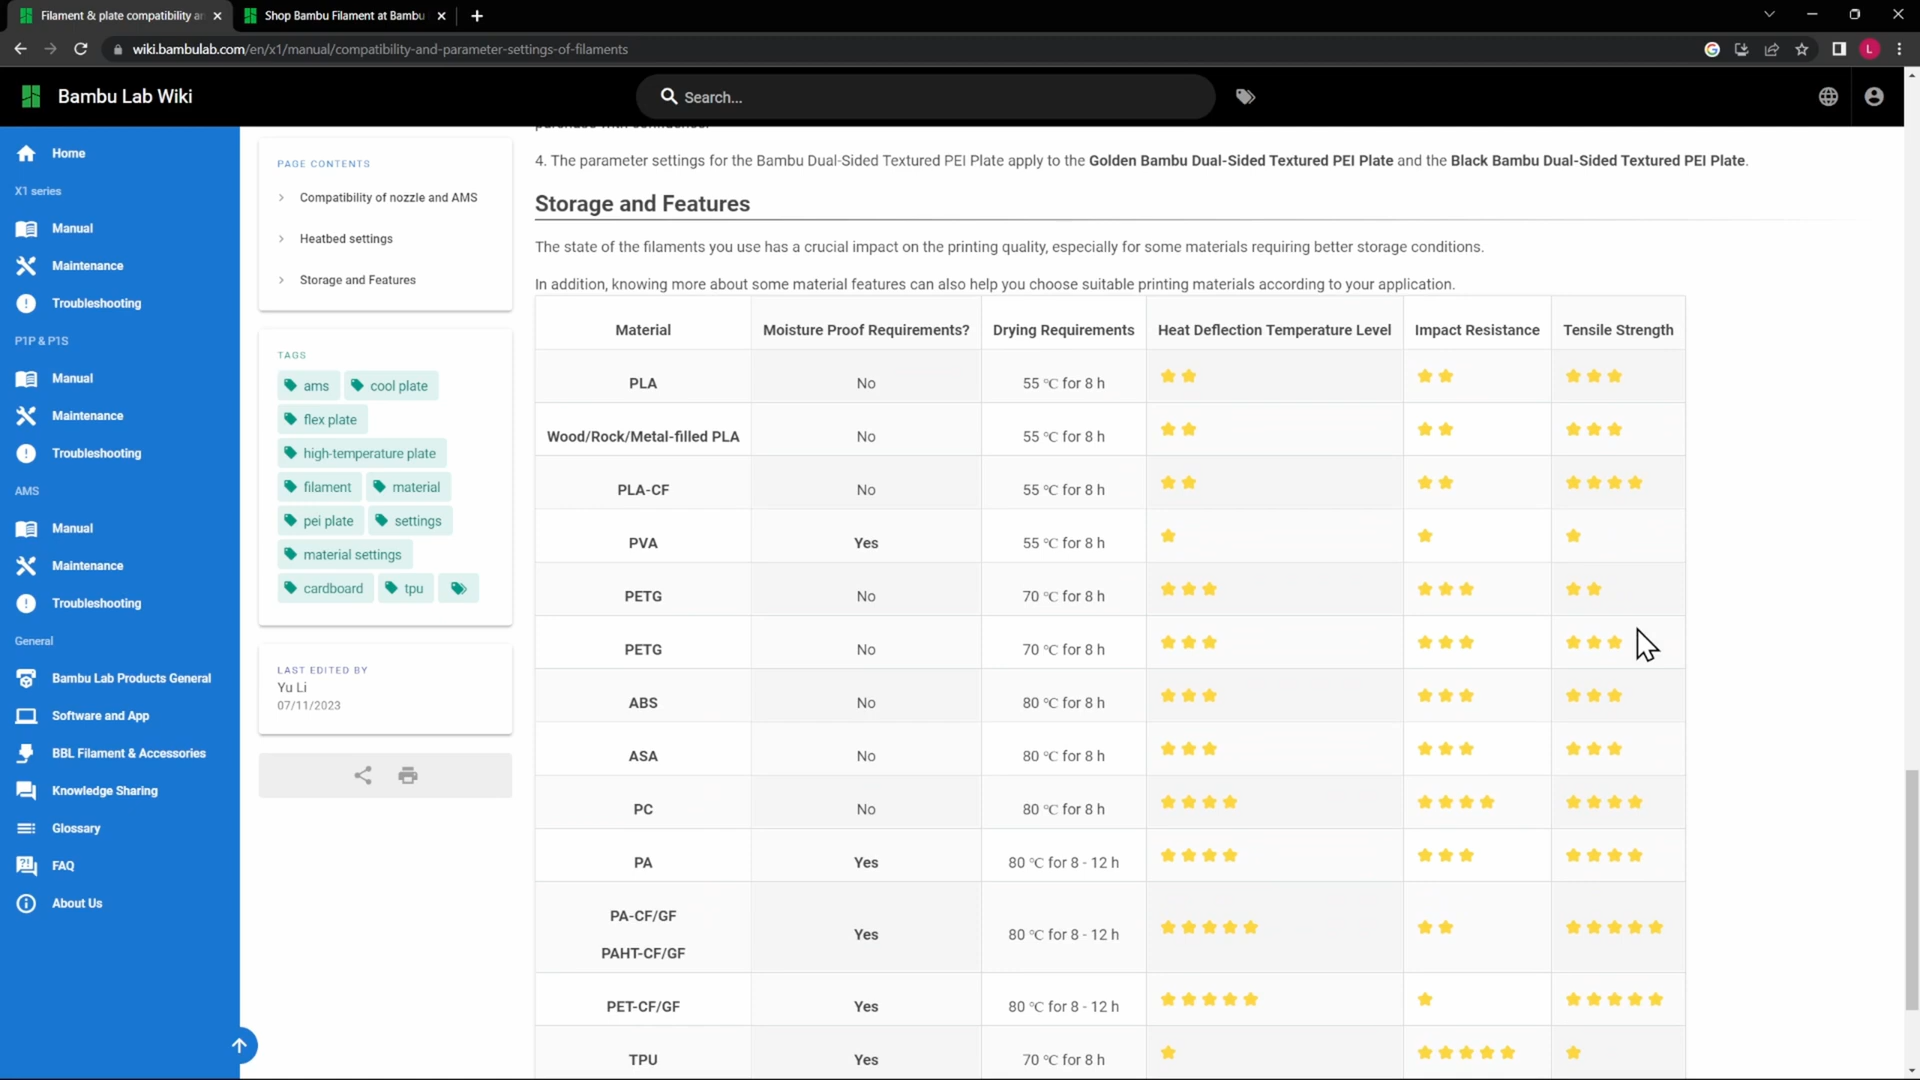 Filament & plate compatibility a
Shop Bambu Filament at Bambu
wiki.bambulab.com/en/x1/manual/compatibility-and-parameter-settings-of-filaments
L
Bambu Lab Wiki
Search...
Home
X1 series
Manual
Maintenance
Troubleshooting
P1P & P1S
Manual
Maintenance
Troubleshooting
AMS
Manual
Maintenance
Troubleshooting
General
Bambu Lab Products General
Software and App
BBL Filament & Accessories
Knowledge Sharing
Glossary
FAQ
About Us
PAGE CONTENTS
Compatibility of nozzle and AMS
Heatbed settings
Storage and Features
TAGS
ams cool plate
flex plate
high-temperature plate
filament material
pei plate settings
material settings
cardboard tpu
LAST EDITED BY
Yu Li
07/11/2023
purchase with confidence.
4. The parameter settings for the Bambu Dual-Sided Textured PEI Plate apply to the Golden Bambu Dual-Sided Textured PEI Plate and the Black Bambu Dual-Sided Textured PEI Plate.
Storage and Features
The state of the filaments you use has a crucial impact on the printing quality, especially for some materials requiring better storage conditions.
In addition, knowing more about some material features can also help you choose suitable printing materials according to your application.
Material Moisture Proof Requirements? Drying Requirements Heat Deflection Temperature Level Impact Resistance Tensile Strength
PLA No 55 °C for 8 h
Wood/Rock/Metal-filled PLA No 55 °C for 8 h
PLA-CF No 55 °C for 8 h
PVA Yes 55 °C for 8 h
PETG No 70 °C for 8 h
PETG No 70 °C for 8 h
ABS No 80 °C for 8 h
ASA No 80 °C for 8 h
PC No 80 °C for 8 h
PA Yes 80 °C for 8 - 12 h
PA-CF/GF
PAHT-CF/GF Yes 80 °C for 8 - 12 h
PET-CF/GF Yes 80 °C for 8 - 12 h
TPU Yes 70 °C for 8 h